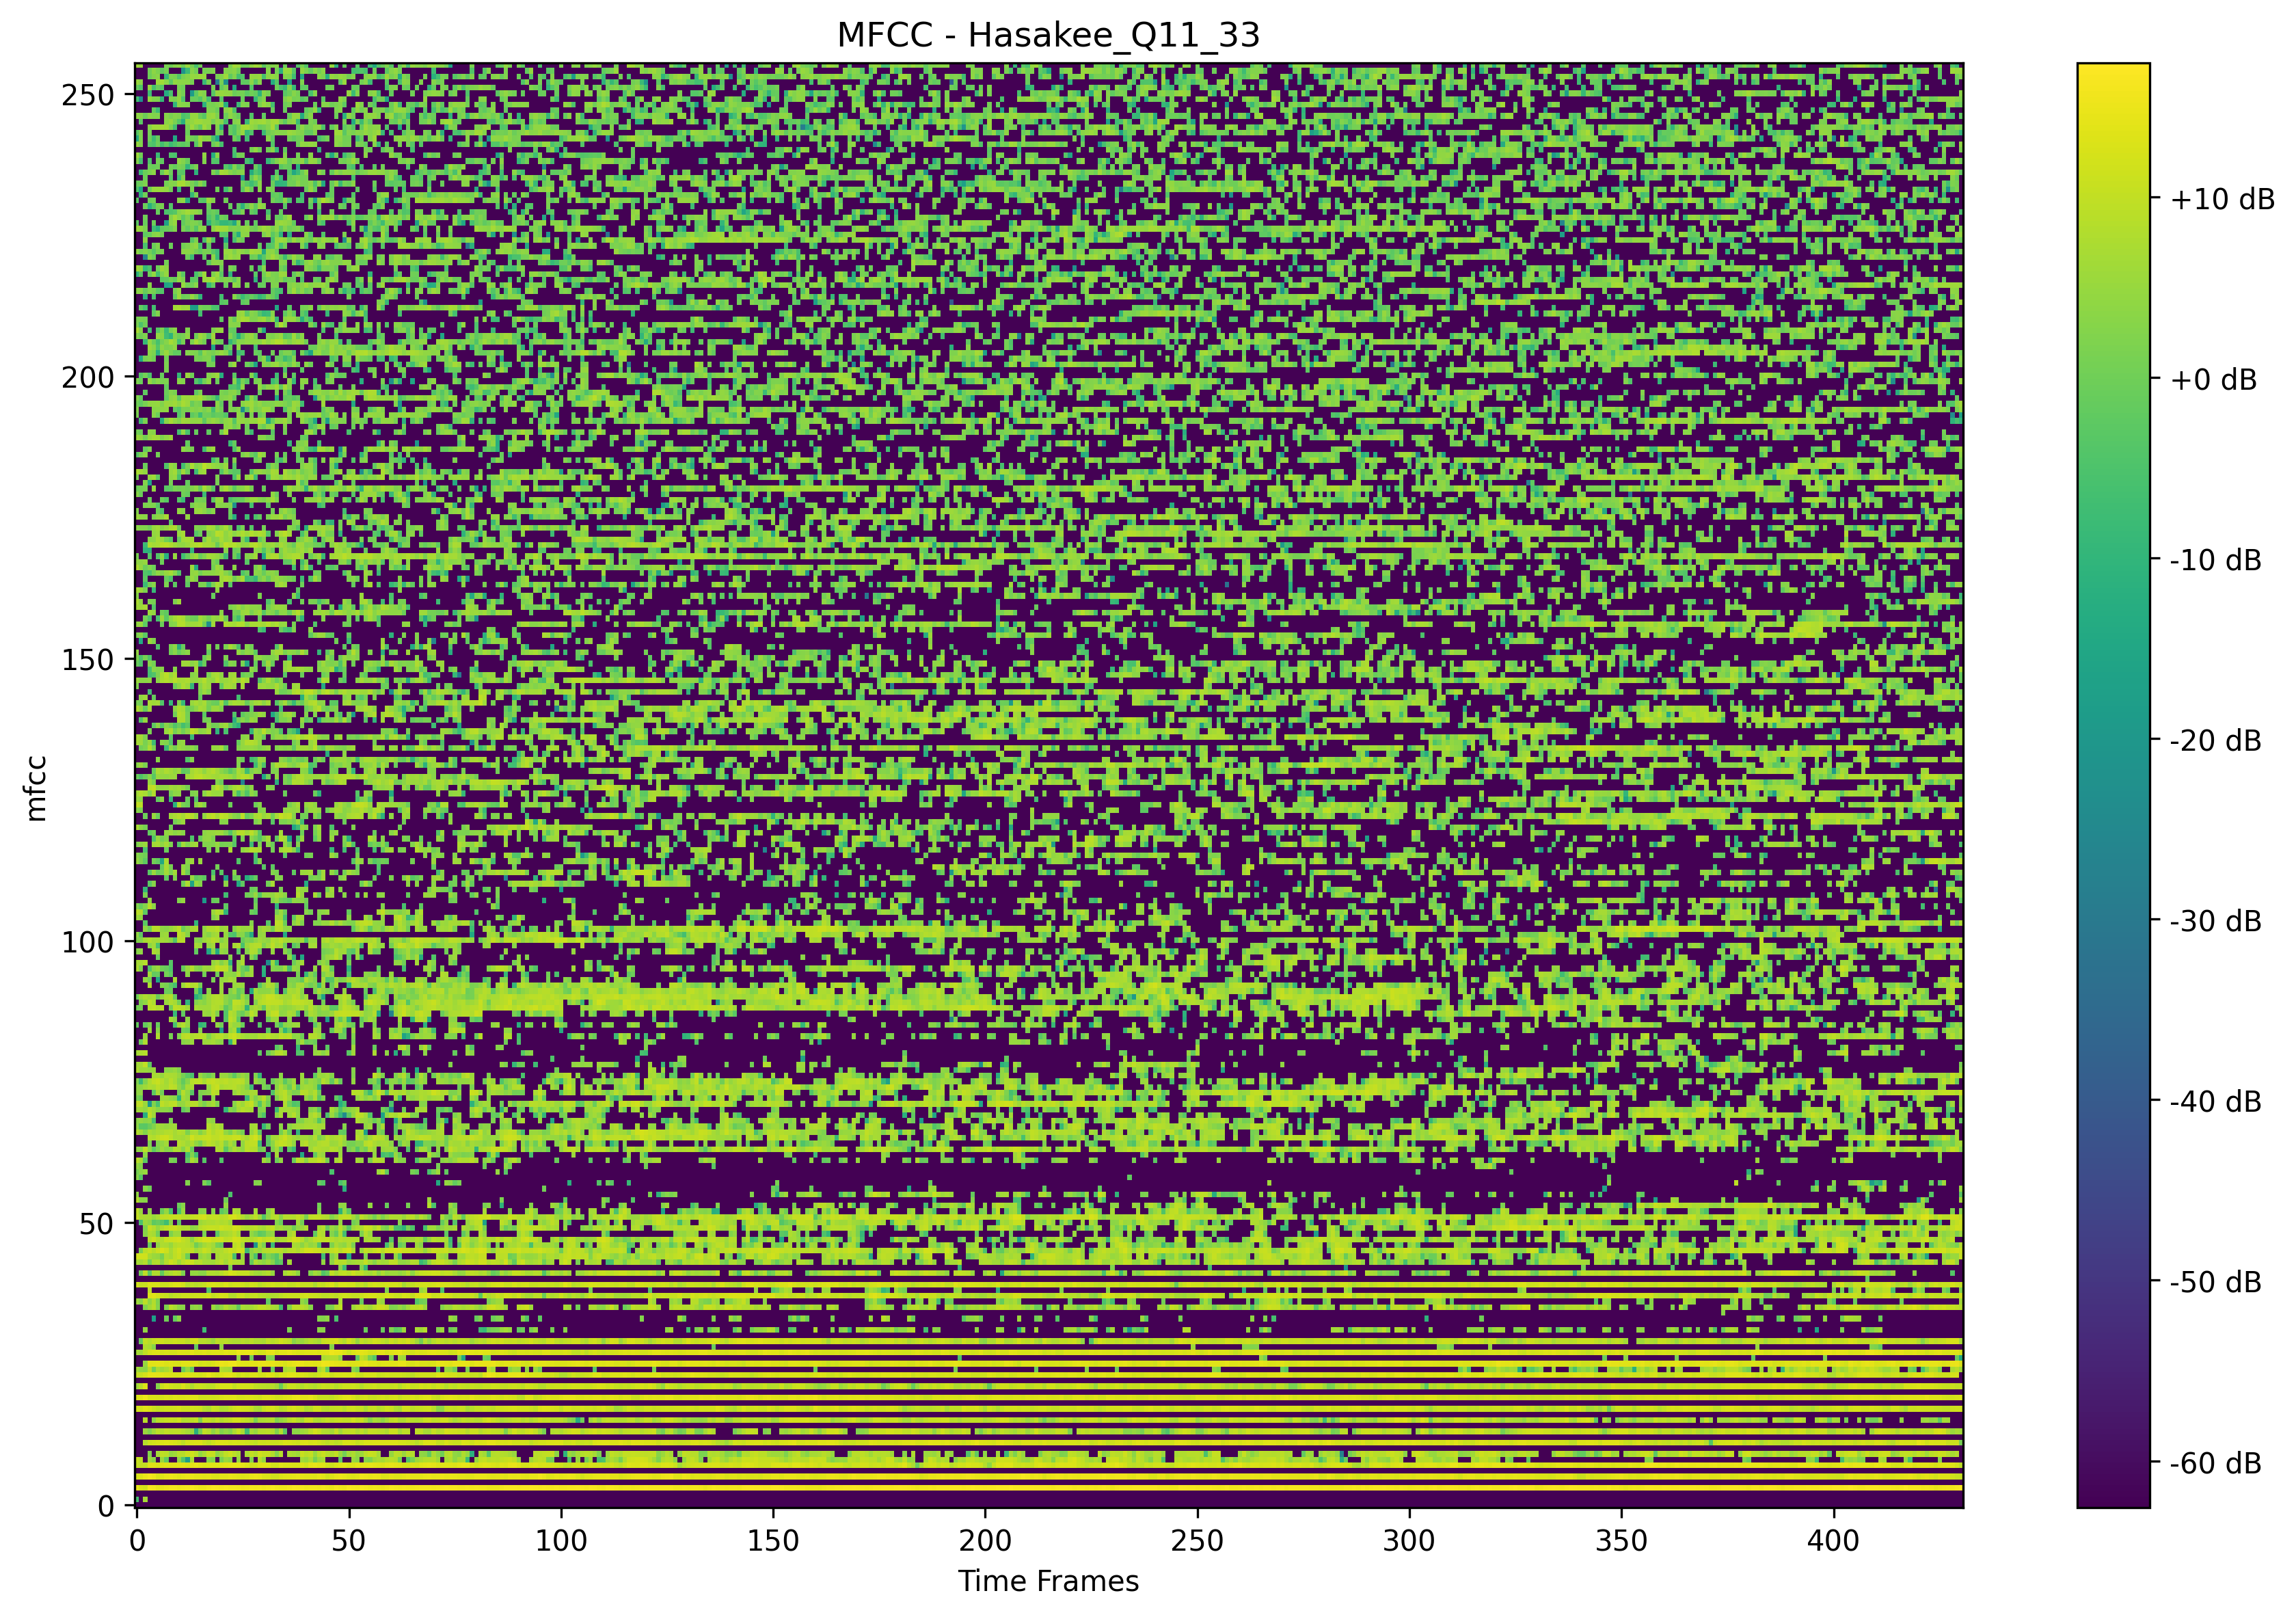 MFCC - Hasakee_Q11_33
250
200
150
100
50
0
mfcc
0 50 100 150 200 250 300 350 400
Time Frames
+10 dB
+0 dB
-10 dB
-20 dB
-30 dB
-40 dB
-50 dB
-60 dB